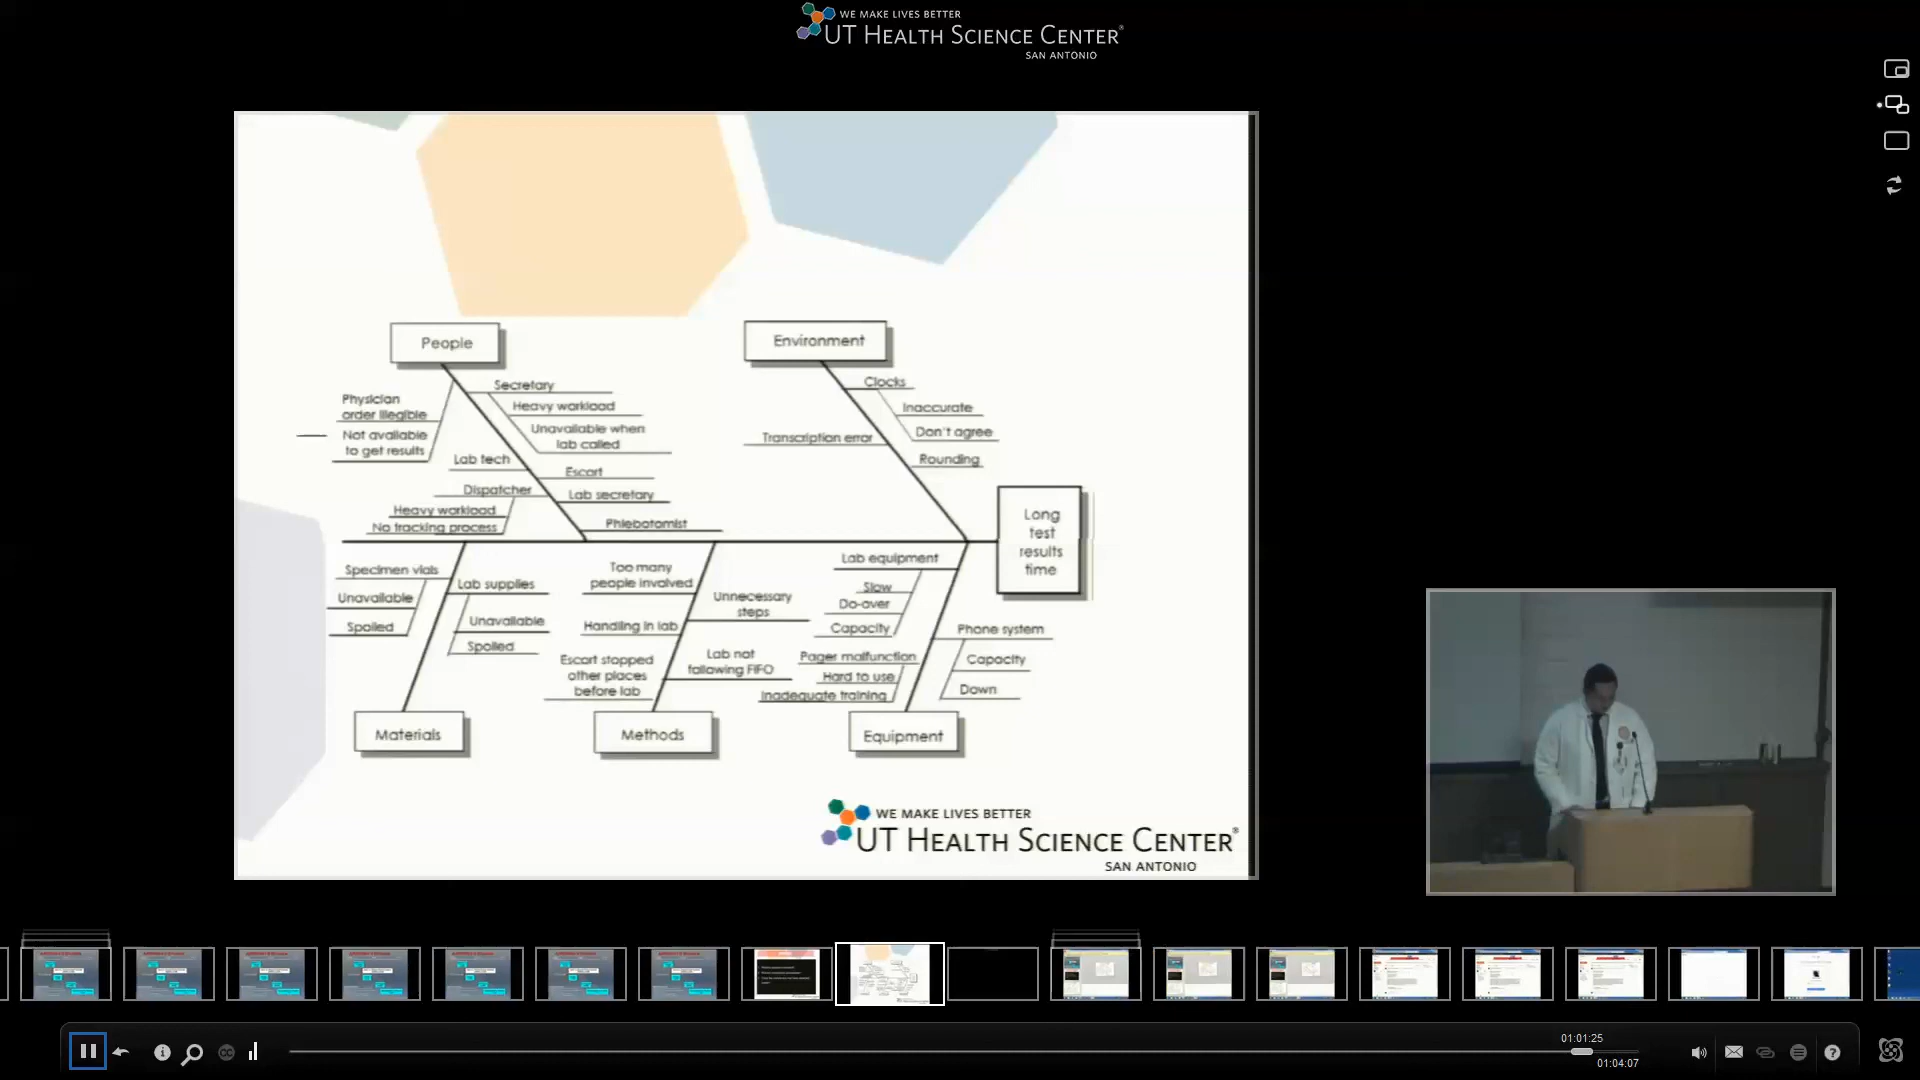 WE MAKE LIVES BETTER
UT HEALTH SCIENCE CENTER®
SAN ANTONIO
People
Environment
Physician
order illegible
Not available
to get results
Secretary
Heavy workload
Unavailable when
lab called
Lab tech
Escort
Dispatcher
Lab secretary
Heavy workload
No tracking process
Phlebotomist
Clocks
Inaccurate
Don't agree
Transcription error
Rounding
Long
test
results
time
Specimen vials
Unavailable
Spoiled
Lab supplies
Unavailable
Spoiled
Too many
people involved
Unnecessary
steps
Handling in lab
Lab not
following FIFO
Escort stopped
other places
before lab
Lab equipment
Slow
Do-over
Capacity
Phone system
Capacity
Down
Pager malfunction
Hard to use
Inadequate training
Materials
Methods
Equipment
WE MAKE LIVES BETTER
UT HEALTH SCIENCE CENTER®
SAN ANTONIO
CC
01:01:25
01:04:07